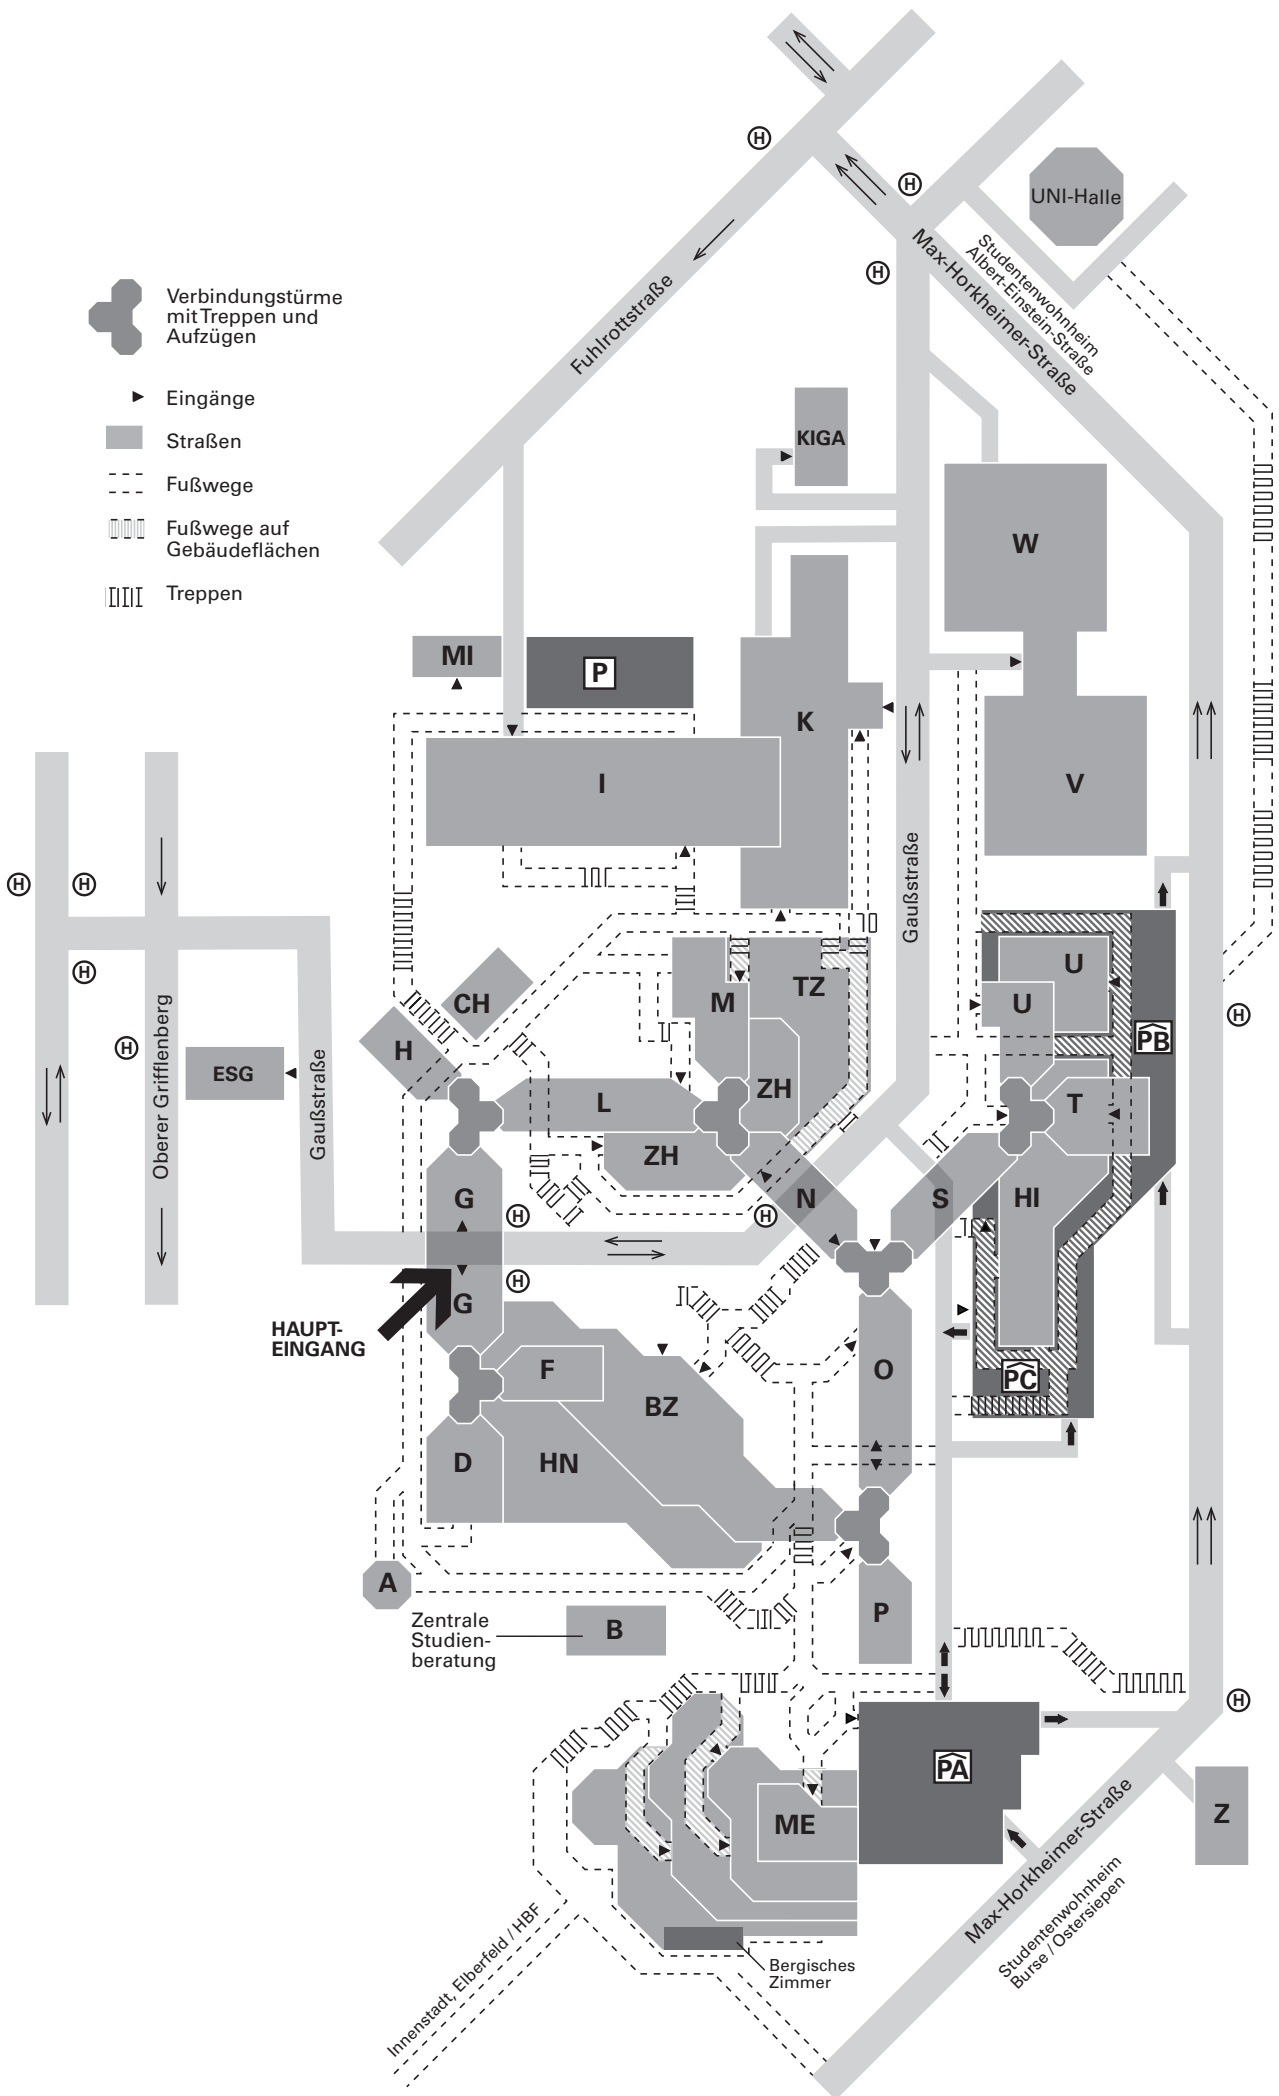 H
H
UNI-Halle
H
Max-Horkheimer-Straße
Studentenwohnheim
Albert-Einstein-Straße
Verbindungstürme
mit Treppen und
Aufzügen
Fuhlrottstraße
Eingänge
KIGA
Straßen
Fußwege
Fußwege auf
Gebäudeflächen
W
Treppen
MI
P
K
I
V
Gaußstraße
H
H
H
U
M
TZ
CH
U
H
H
H
PB
ESG
Oberer Grifflenberg
Gaußstraße
L
ZH
T
ZH
G
N
S
HI
H
H
H
G
HAUPT-
EINGANG
F
O
PC
BZ
D
HN
A
P
Zentrale
Studien-
beratung
B
H
PA
ME
Z
Max-Horkheimer-Straße
Studentenwohnheim
Burse / Ostersiepen
Innenstadt, Elberfeld / HBF
Bergisches
Zimmer